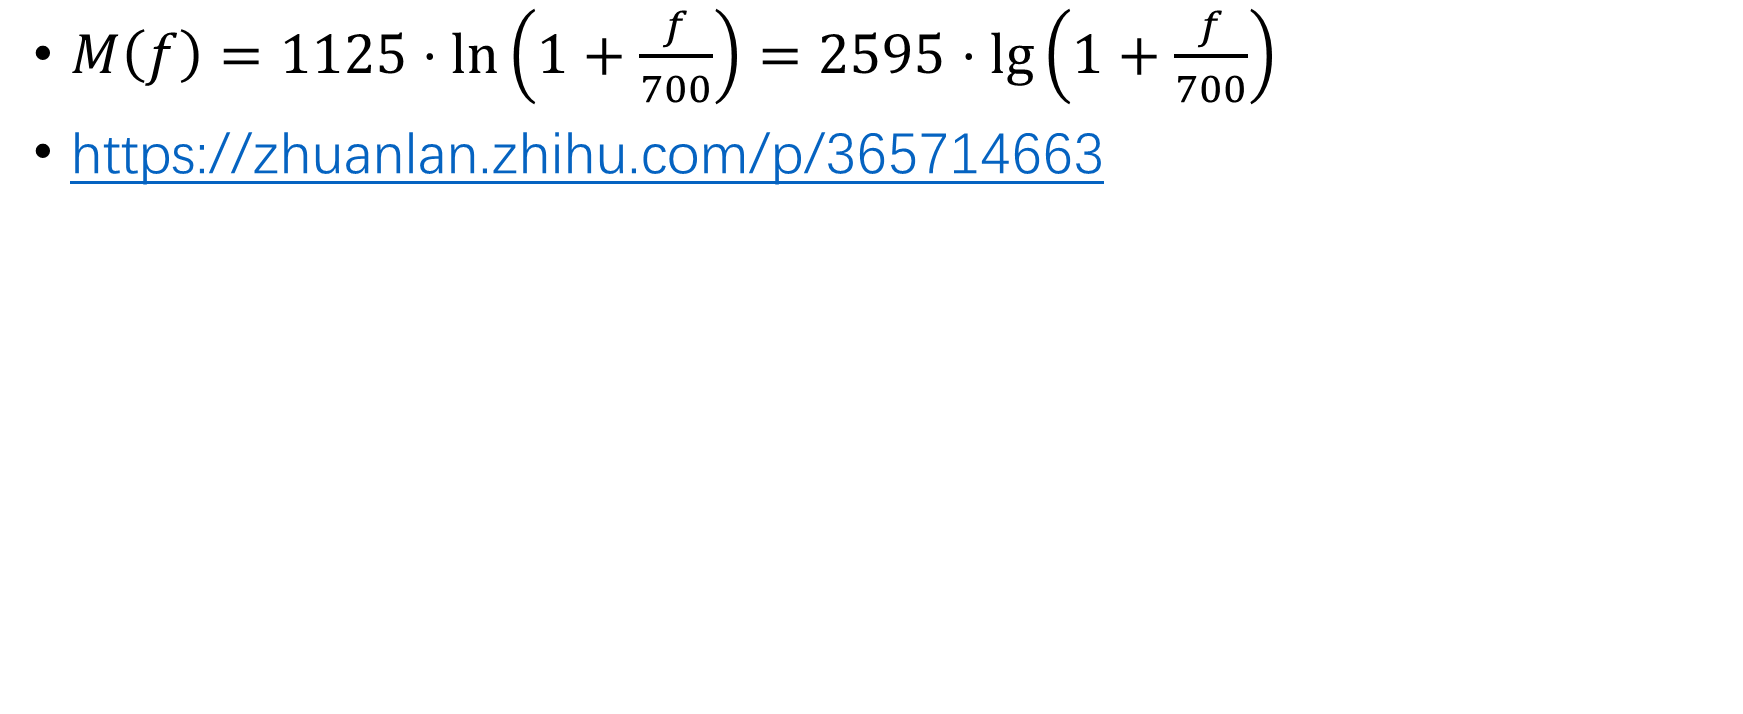 • M(f) = 1125 · ln(1 + f/700) = 2595 · lg(1 + f/700)
• https://zhuanlan.zhihu.com/p/365714663